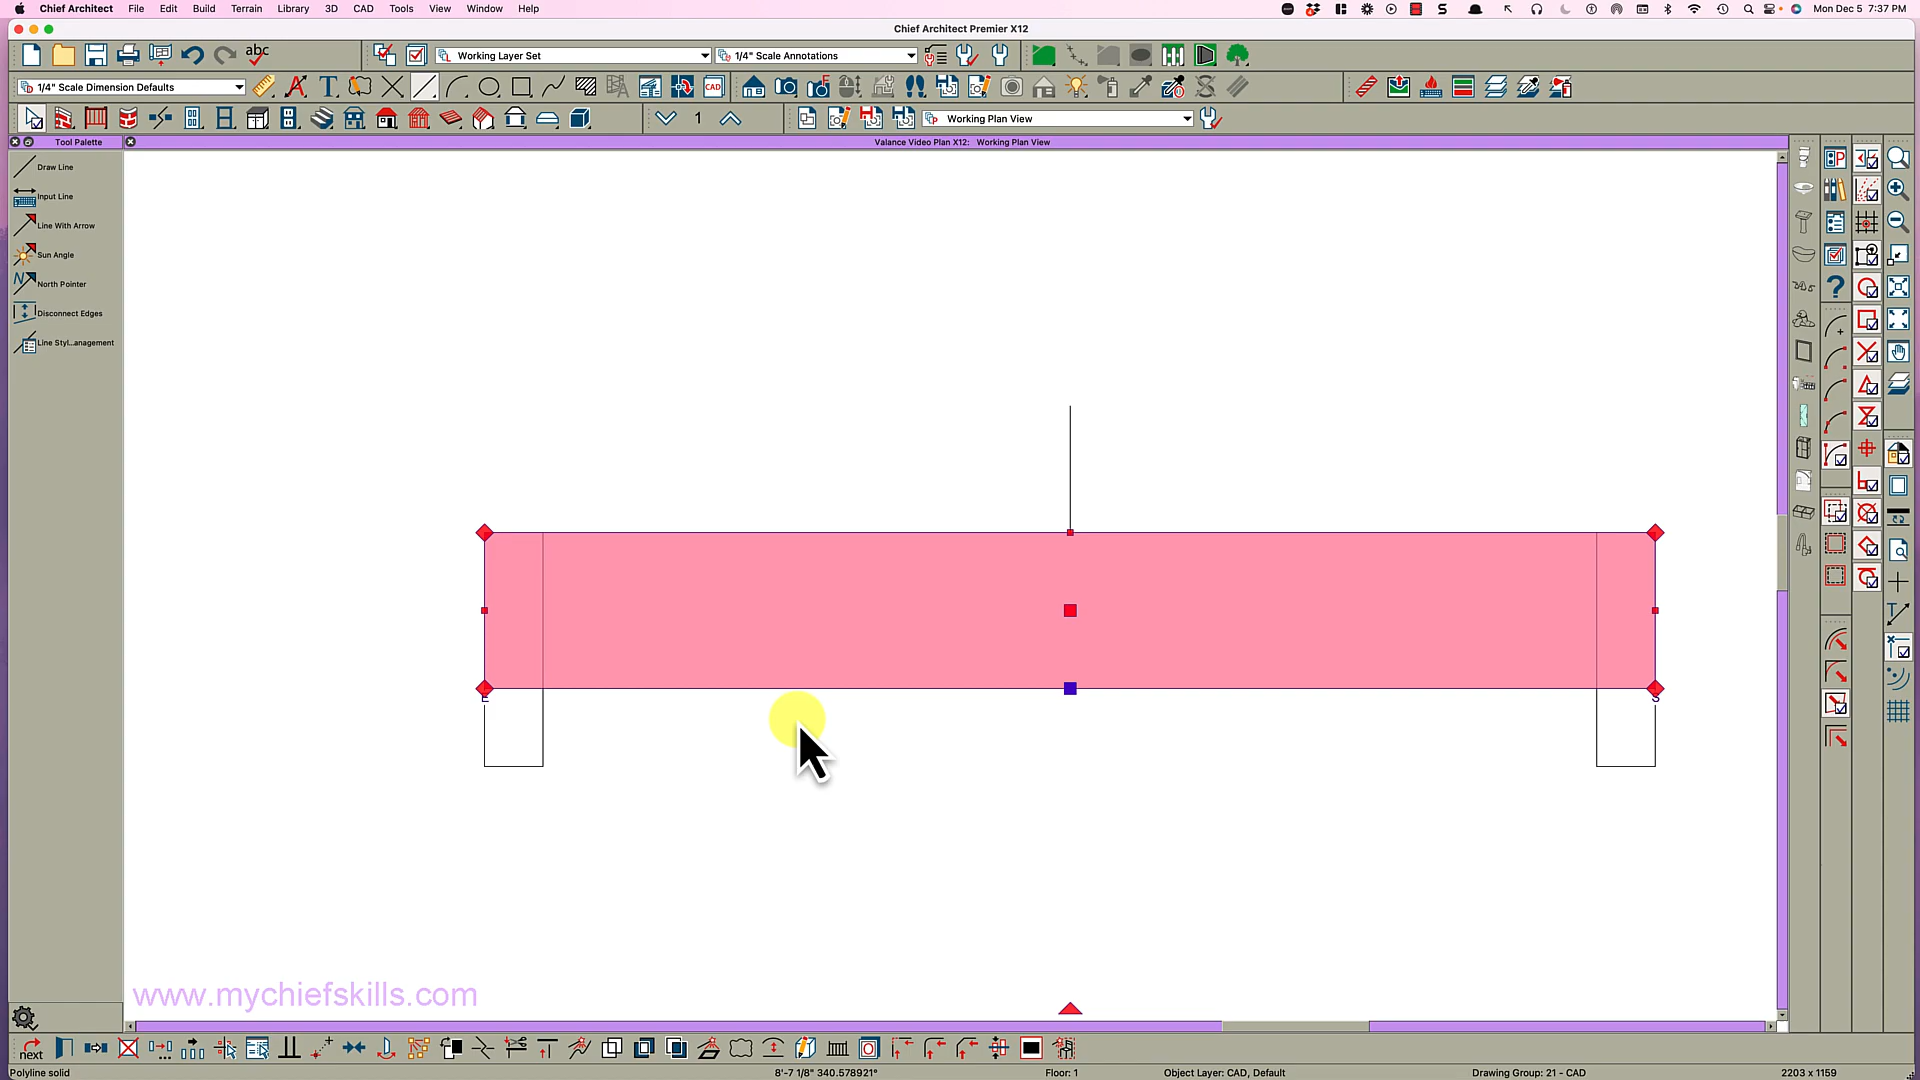 Chief Architect File Edit Build Terrain Library 3D CAD Tools View Window Help Mon Dec 5 7:37 PM
Chief Architect Premier X12
abc Working Layer Set 1/4" Scale Annotations
1/4" Scale Dimension Defaults A T CAD
1 Working Plan View
Tool Palette Valance Video Plan X12: Working Plan View
Draw Line
Input Line
Line With Arrow
Sun Angle
North Pointer
Disconnect Edges
Line Styl...anagement
E S
www.mychiefskills.com
next
Polyline solid 8'-7 1/8" 340.578921° Floor: 1 Object Layer: CAD, Default Drawing Group: 21 - CAD 2203 x 1159